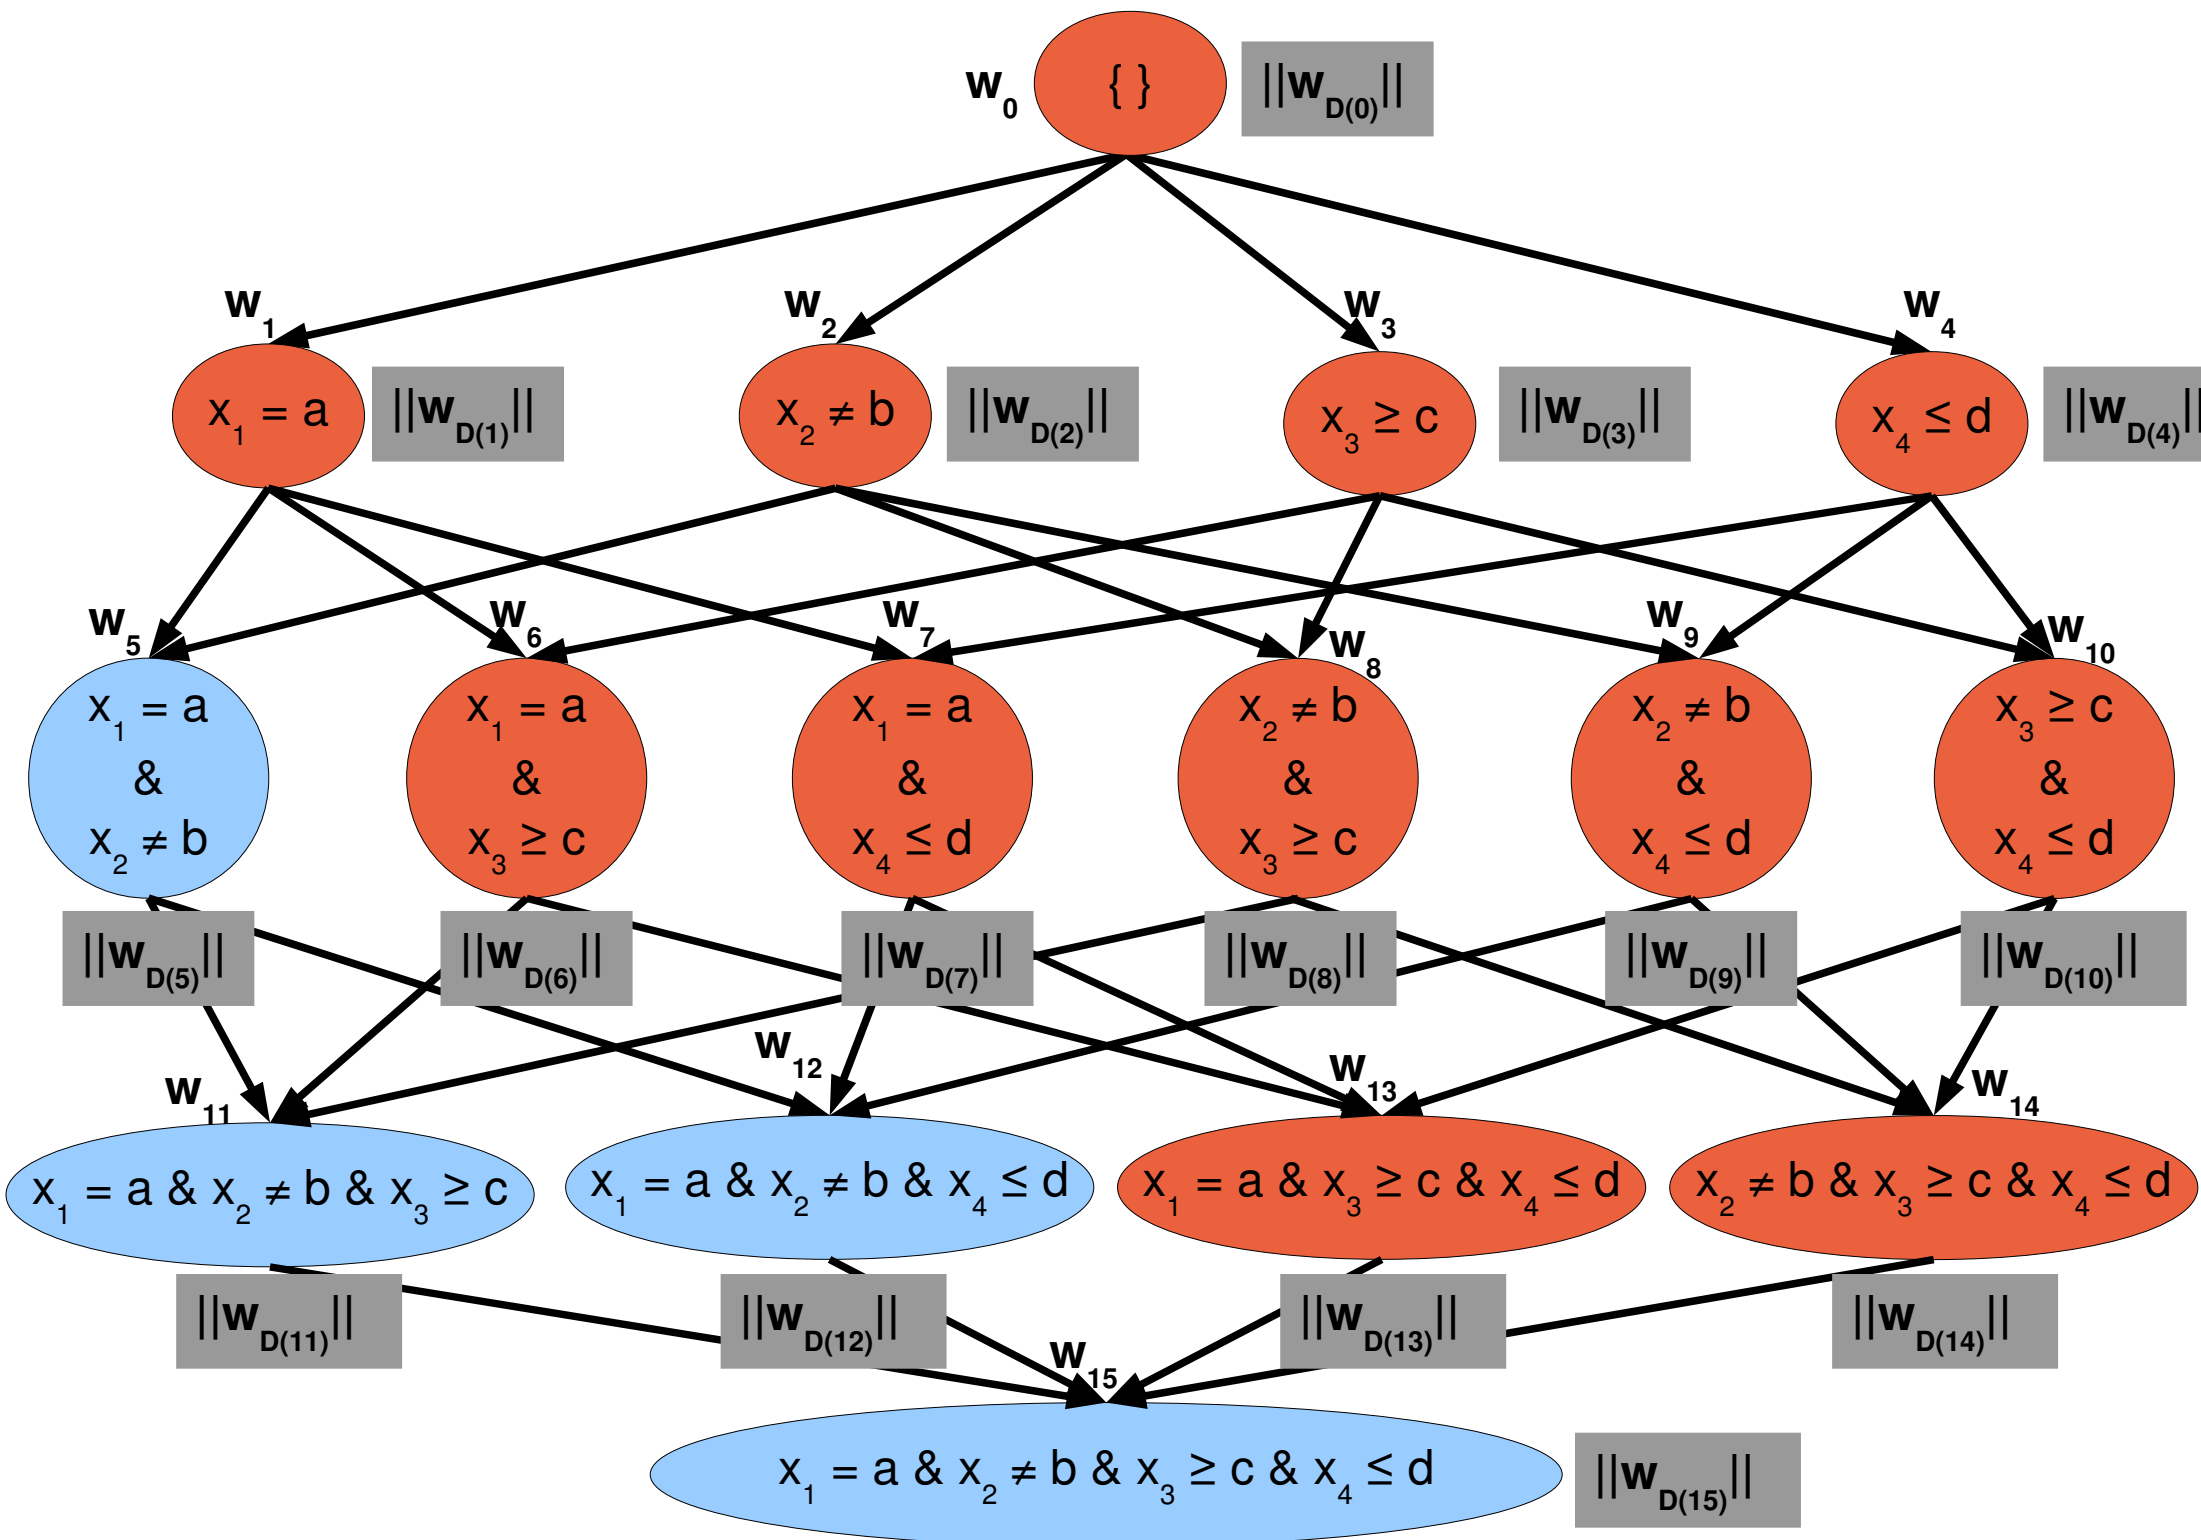 w0 { } ||wD(0)||
w1 w2 w3 w4
x1 = a ||wD(1)|| x2 ≠ b ||wD(2)|| x3 ≥ c ||wD(3)|| x4 ≤ d ||wD(4)||
w5 w6 w7 w8 w9 w10
x1 = a x1 = a x1 = a x2 ≠ b x2 ≠ b x3 ≥ c
& & & & & &
x2 ≠ b x3 ≥ c x4 ≤ d x3 ≥ c x4 ≤ d x4 ≤ d
||wD(5)|| ||wD(6)|| ||wD(7)|| ||wD(8)|| ||wD(9)|| ||wD(10)||
w11 w12 w13 w14
x1 = a & x2 ≠ b & x3 ≥ c x1 = a & x2 ≠ b & x4 ≤ d x1 = a & x3 ≥ c & x4 ≤ d x2 ≠ b & x3 ≥ c & x4 ≤ d
||wD(11)|| ||wD(12)|| ||wD(13)|| ||wD(14)||
w15
x1 = a & x2 ≠ b & x3 ≥ c & x4 ≤ d ||wD(15)||